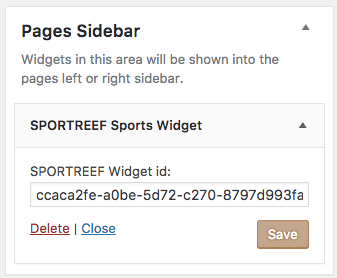 Pages Sidebar
Widgets in this area will be shown into the
pages left or right sidebar.
SPORTREEF Sports Widget
SPORTREEF Widget id:
ccaca2fe-a0be-5d72-c270-8797d993fa
Delete | Close
Save